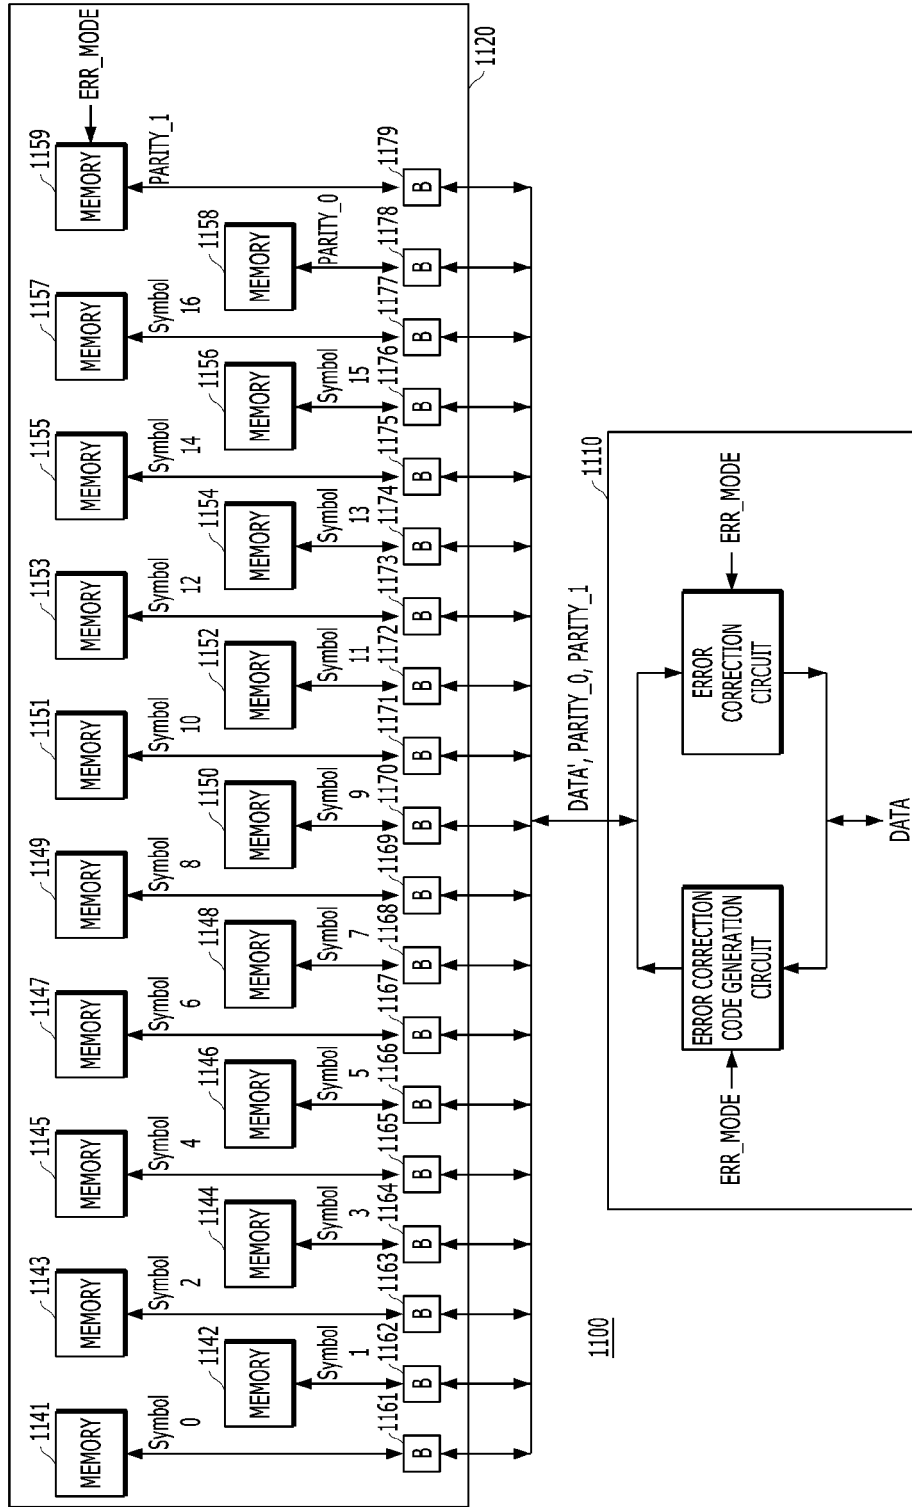 1100
1120
1141
MEMORY
Symbol
0
1161
B
1142
MEMORY
Symbol
1
1162
B
1143
MEMORY
Symbol
2
1163
B
1144
MEMORY
Symbol
3
1164
B
1145
MEMORY
Symbol
4
1165
B
1146
MEMORY
Symbol
5
1166
B
1147
MEMORY
Symbol
6
1167
B
1148
MEMORY
Symbol
7
1168
B
1149
MEMORY
Symbol
8
1169
B
1150
MEMORY
Symbol
9
1170
B
1151
MEMORY
Symbol
10
1171
B
1152
MEMORY
Symbol
11
1172
B
1153
MEMORY
Symbol
12
1173
B
1154
MEMORY
Symbol
13
1174
B
1155
MEMORY
Symbol
14
1175
B
1156
MEMORY
Symbol
15
1176
B
1157
MEMORY
Symbol
16
1177
B
1158
MEMORY
PARITY_0
1178
B
1159
MEMORY
ERR_MODE
PARITY_1
1179
B
DATA', PARITY_0, PARITY_1
1110
ERR_MODE
ERROR CORRECTION
CODE GENERATION
CIRCUIT
ERROR
CORRECTION
CIRCUIT
ERR_MODE
DATA